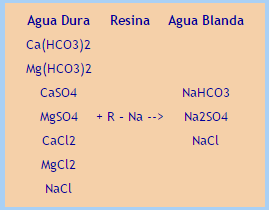 Agua Dura Resina Agua Blanda
Ca(HCO3)2
Mg(HCO3)2
CaSO4 NaHCO3
MgSO4 + R - Na --> Na2SO4
CaCl2 NaCl
MgCl2
NaCl